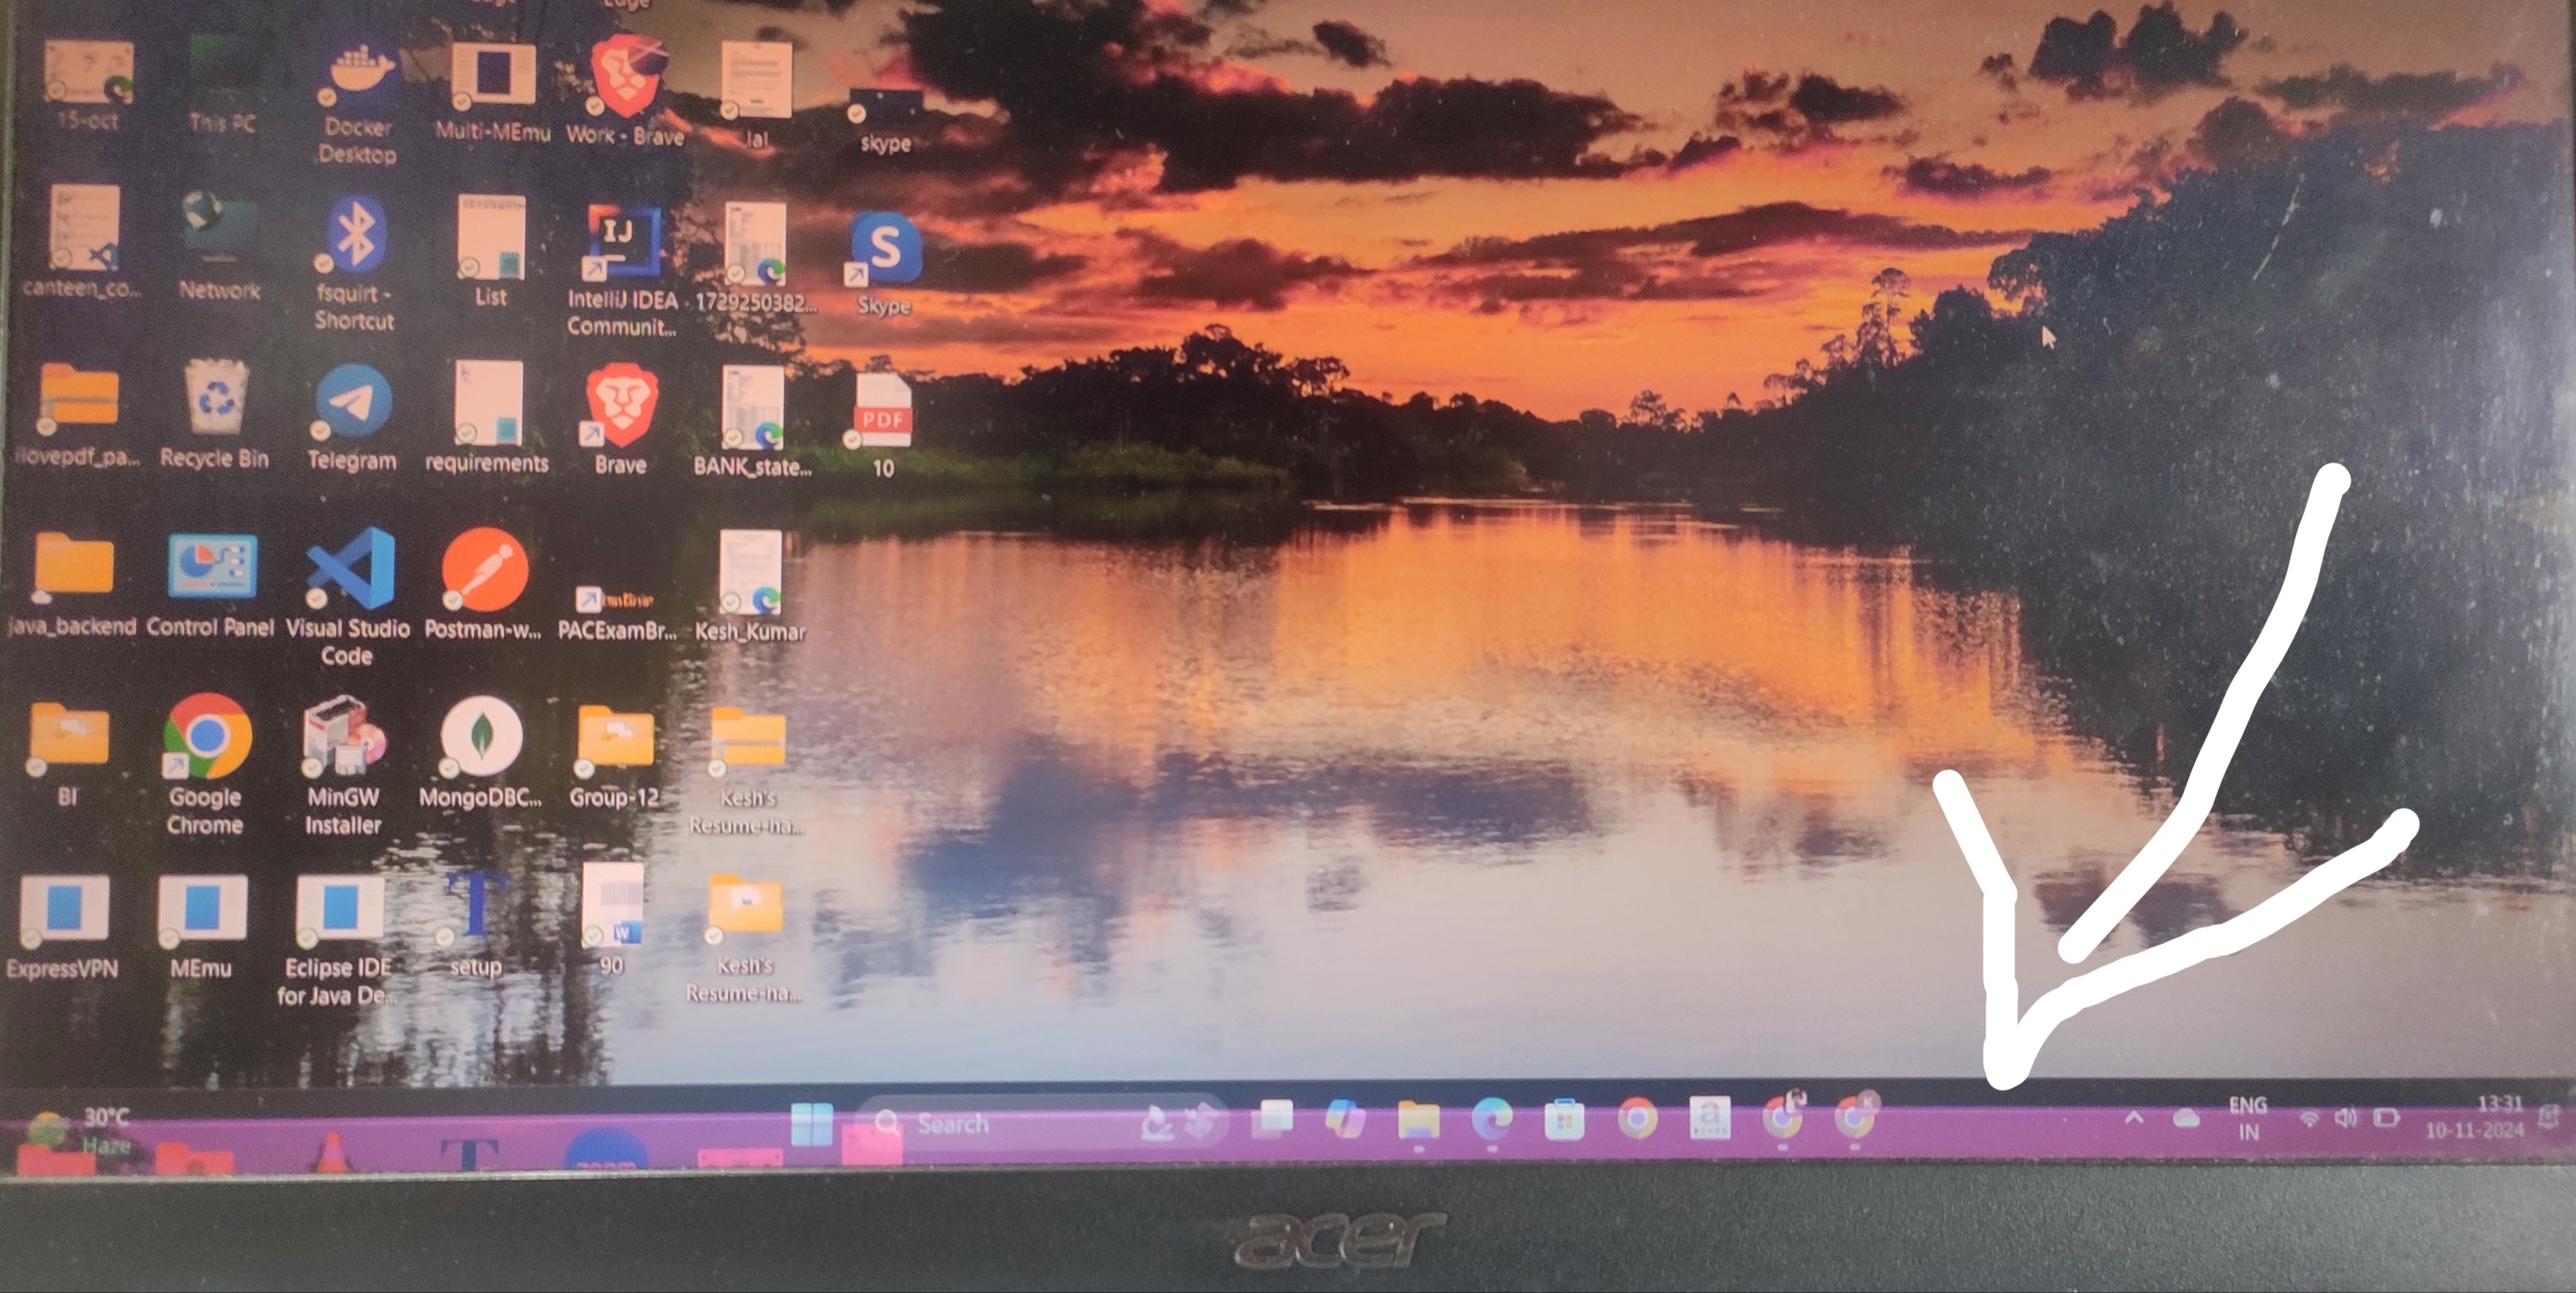 Edge
15-oct
This PC
Docker
Desktop
Multi-MEmu
Work - Brave
lal
skype
canteen_co...
Network
fsquirt -
Shortcut
List
IJ
IntelliJ IDEA
Communit...
1729250382...
S
Skype
ilovepdf_pa...
Recycle Bin
Telegram
requirements
Brave
BANK_state...
PDF
10
java_backend
Control Panel
Visual Studio
Code
Postman-w...
PACExamBr...
Kesh_Kumar
BI
Google
Chrome
MinGW
Installer
MongoDBC...
Group-12
Kesh's
Resume-ha...
ExpressVPN
MEmu
Eclipse IDE
for Java De...
T
setup
W
90
Kesh's
Resume-ha...
30°C
Haze
T
zoom
Search
a
K
ENG
IN
13:31
10-11-2024
acer